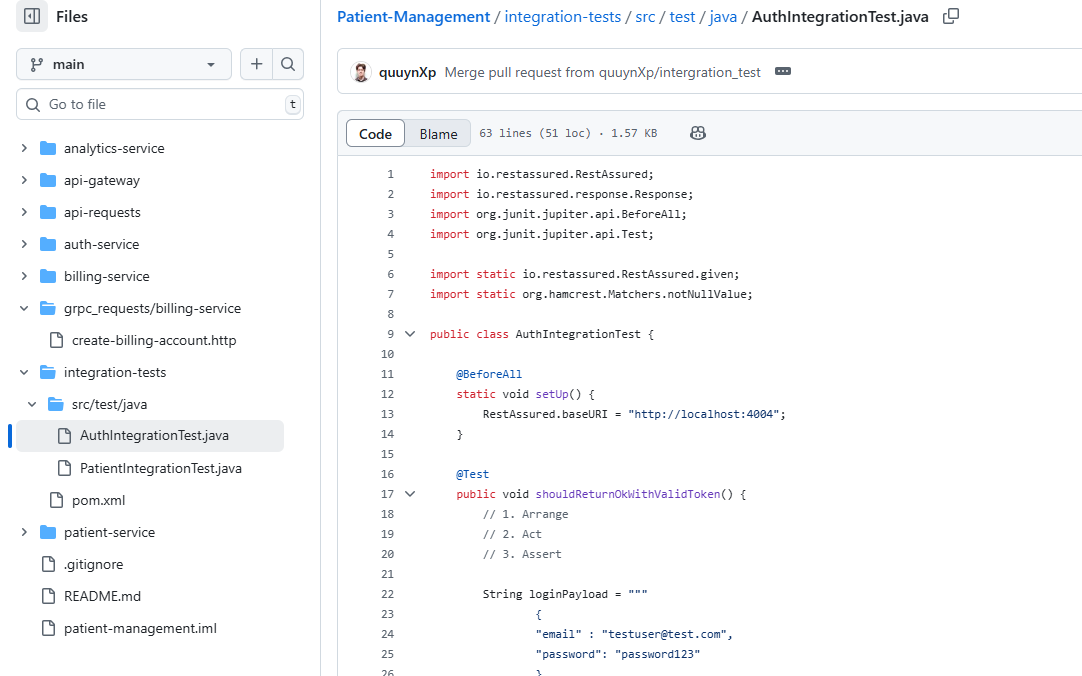 Files
main
Go to file
t
analytics-service
api-gateway
api-requests
auth-service
billing-service
grpc_requests/billing-service
create-billing-account.http
integration-tests
src/test/java
AuthIntegrationTest.java
PatientIntegrationTest.java
pom.xml
patient-service
.gitignore
README.md
patient-management.iml
Patient-Management / integration-tests / src / test / java / AuthIntegrationTest.java
quuynXp Merge pull request from quuynXp/intergration_test
Code Blame 63 lines (51 loc) · 1.57 KB
1 import io.restassured.RestAssured;
2 import io.restassured.response.Response;
3 import org.junit.jupiter.api.BeforeAll;
4 import org.junit.jupiter.api.Test;
5
6 import static io.restassured.RestAssured.given;
7 import static org.hamcrest.Matchers.notNullValue;
8
9 public class AuthIntegrationTest {
10
11 @BeforeAll
12 static void setUp() {
13 RestAssured.baseURI = "http://localhost:4004";
14 }
15
16 @Test
17 public void shouldReturnOkWithValidToken() {
18 // 1. Arrange
19 // 2. Act
20 // 3. Assert
21
22 String loginPayload = """
23 {
24 "email" : "testuser@test.com",
25 "password": "password123"
26 }